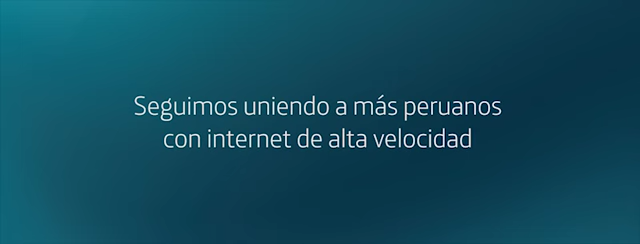 Seguimos uniendo a más peruanos
con internet de alta velocidad